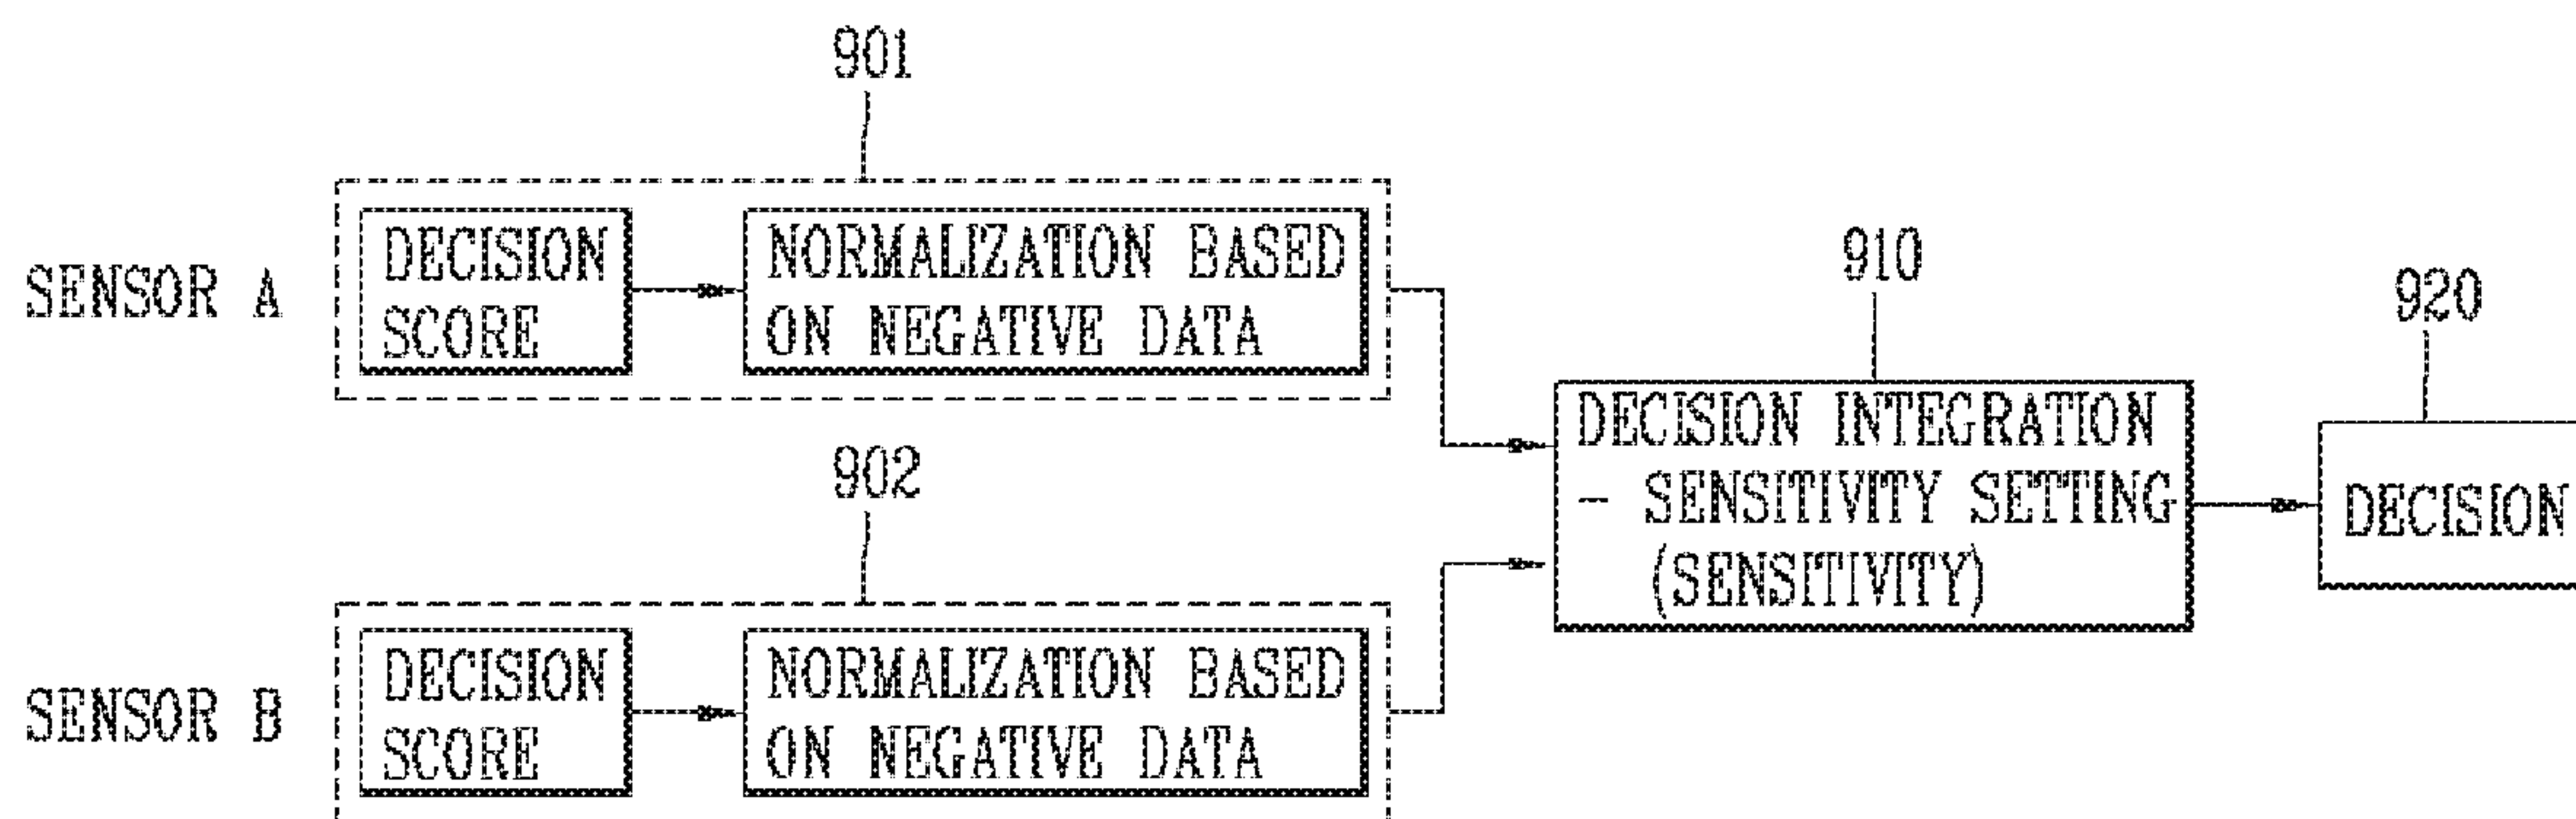 901
SENSOR A
DECISION
SCORE
NORMALIZATION BASED
ON NEGATIVE DATA
902
SENSOR B
DECISION
SCORE
NORMALIZATION BASED
ON NEGATIVE DATA
910
DECISION INTEGRATION
- SENSITIVITY SETTING
(SENSITIVITY)
920
DECISION